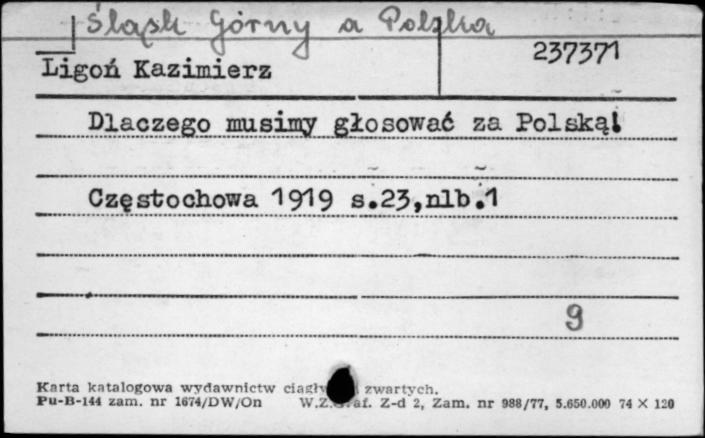 Śląsk Górny a Polska
237371
Ligoń Kazimierz
Dlaczego musimy głosować za Polską!
Częstochowa 1919 s.23,nlb.1
9
Karta katalogowa wydawnictw zwartych.
Pu-B-144 zam. nr 1674/DW/On Z-d 2, Zam. nr 988/77, 5.650.000 74 X 120